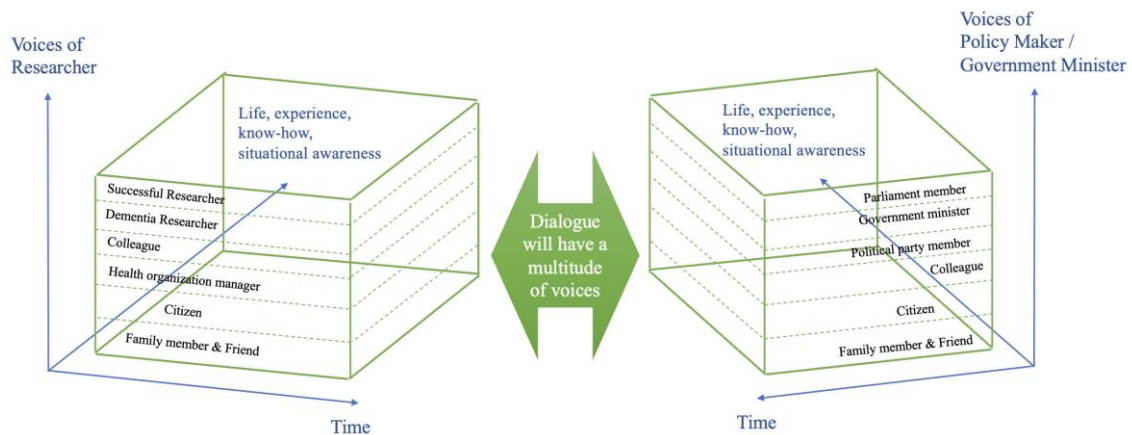 Voices of
Researcher
Life, experience,
know-how,
situational awareness
Successful Researcher
Dementia Researcher
Colleague
Health organization manager
Citizen
Family member & Friend
Time
Dialogue
will have a
multitude
of voices
Voices of
Policy Maker /
Government Minister
Life, experience,
know-how,
situational awareness
Parliament member
Government minister
Political party member
Colleague
Citizen
Family member & Friend
Time